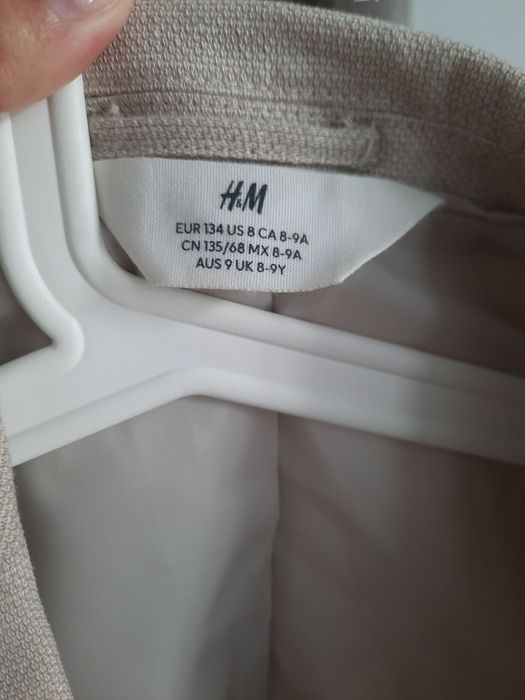 H&M
EUR 134 US 8 CA 8-9A
CN 135/68 MX 8-9A
AUS 9 UK 8-9Y